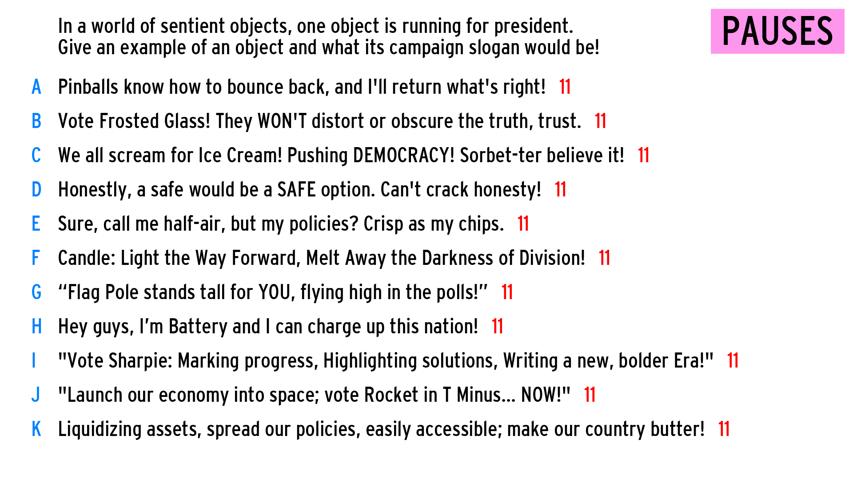 In a world of sentient objects, one object is running for president.
Give an example of an object and what its campaign slogan would be!
PAUSES
A Pinballs know how to bounce back, and I'll return what's right! 11
B Vote Frosted Glass! They WON'T distort or obscure the truth, trust. 11
C We all scream for Ice Cream! Pushing DEMOCRACY! Sorbet-ter believe it! 11
D Honestly, a safe would be a SAFE option. Can't crack honesty! 11
E Sure, call me half-air, but my policies? Crisp as my chips. 11
F Candle: Light the Way Forward, Melt Away the Darkness of Division! 11
G “Flag Pole stands tall for YOU, flying high in the polls!” 11
H Hey guys, I’m Battery and I can charge up this nation! 11
I "Vote Sharpie: Marking progress, Highlighting solutions, Writing a new, bolder Era!" 11
J "Launch our economy into space; vote Rocket in T Minus... NOW!" 11
K Liquidizing assets, spread our policies, easily accessible; make our country butter! 11